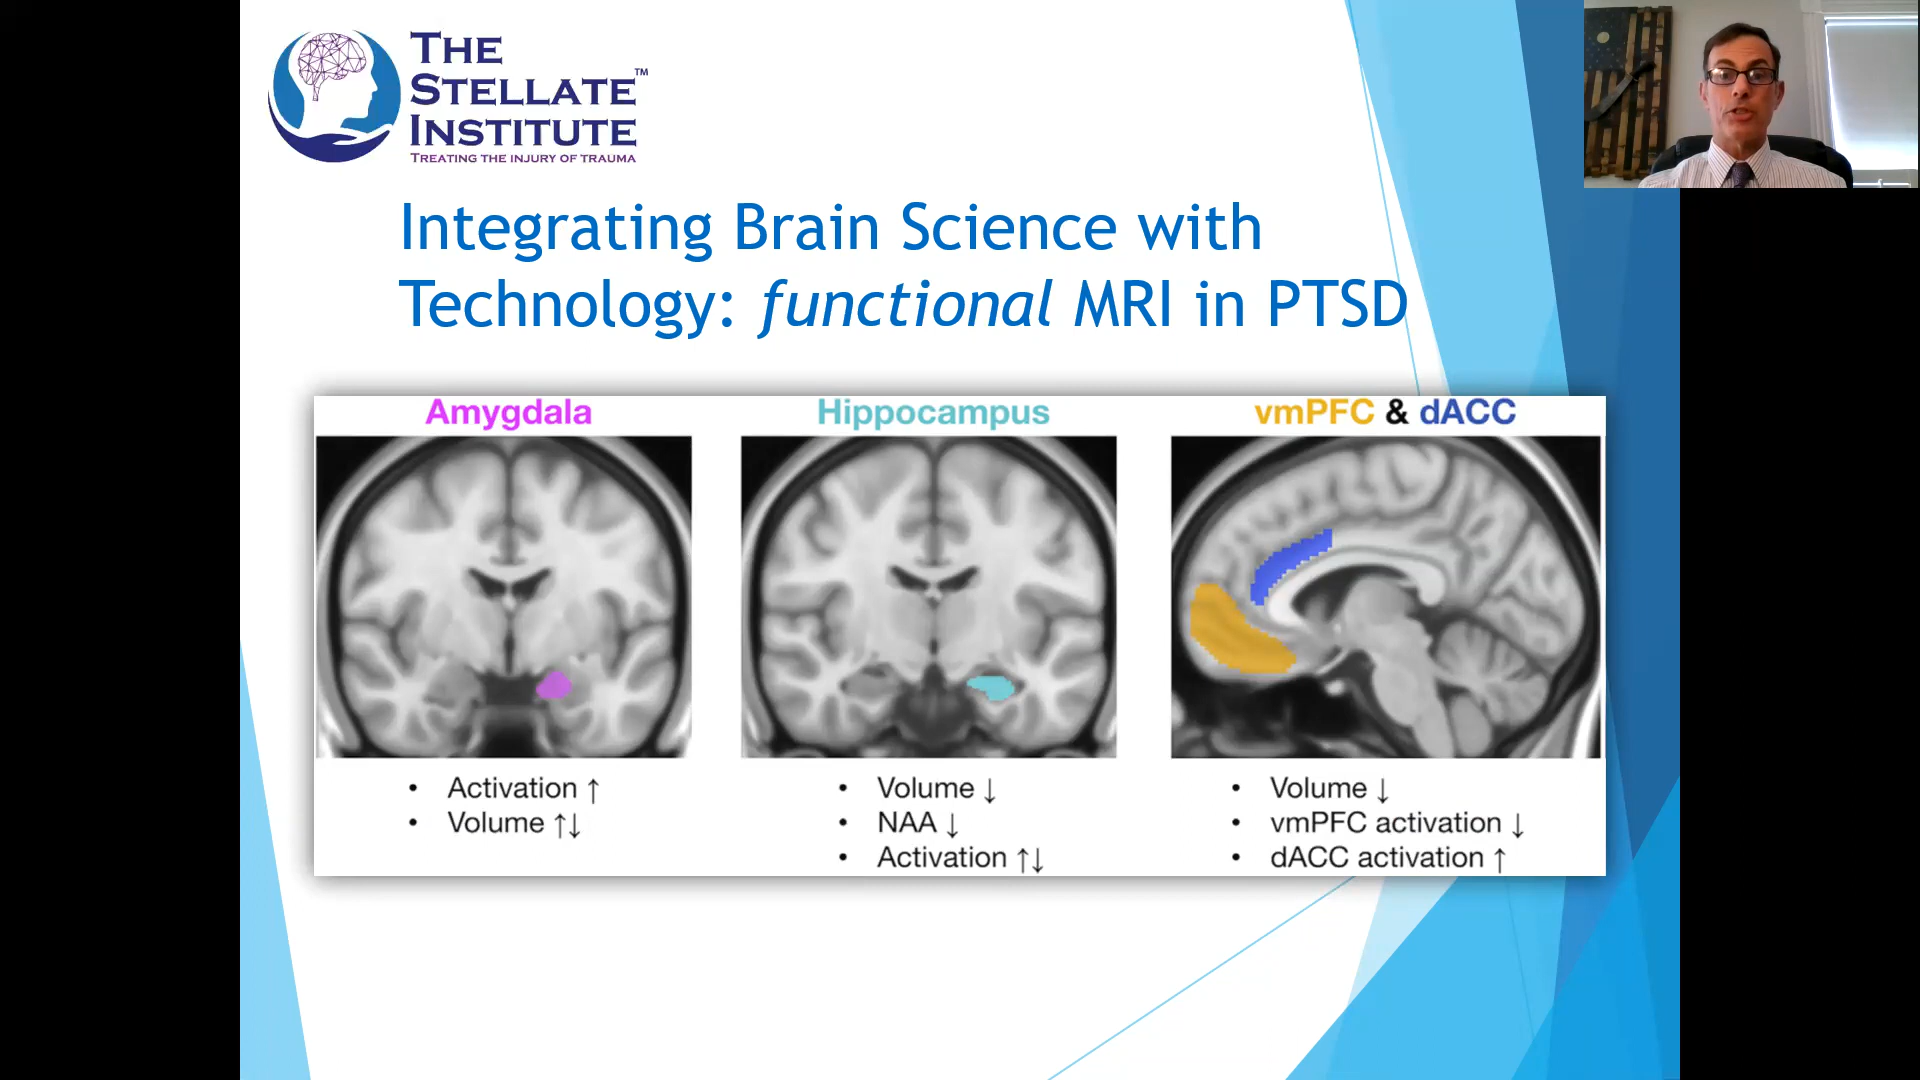 THE
STELLATE™
INSTITUTE
TREATING THE INJURY OF TRAUMA
Integrating Brain Science with
Technology: functional MRI in PTSD
Amygdala
• Activation ↑
• Volume ↑↓
Hippocampus
• Volume ↓
• NAA ↓
• Activation ↑↓
vmPFC & dACC
• Volume ↓
• vmPFC activation ↓
• dACC activation ↑